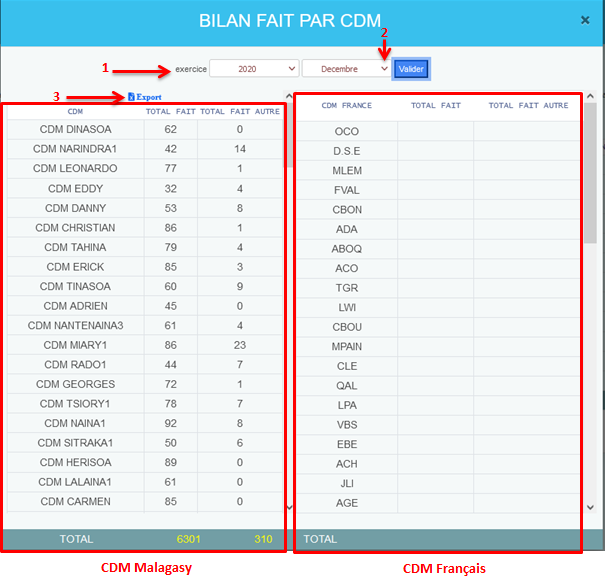 BILAN FAIT PAR CDM ×
1 exercice 2020 Decembre 2 Valider
3 Export
CDM TOTAL FAIT TOTAL FAIT AUTRE
CDM DINASOA 62 0
CDM NARINDRA1 42 14
CDM LEONARDO 77 1
CDM EDDY 32 4
CDM DANNY 53 8
CDM CHRISTIAN 86 1
CDM TAHINA 79 4
CDM ERICK 85 3
CDM TINASOA 60 9
CDM ADRIEN 45 0
CDM NANTENAINA3 61 4
CDM MIARY1 86 23
CDM RADO1 44 7
CDM GEORGES 72 1
CDM TSIORY1 78 7
CDM NAINA1 92 8
CDM SITRAKA1 50 6
CDM HERISOA 89 0
CDM LALAINA1 61 0
CDM CARMEN 85 0
TOTAL 6301 310
CDM Malagasy
CDM FRANCE TOTAL FAIT TOTAL FAIT AUTRE
OCO
D.S.E
MLEM
FVAL
CBON
ADA
ABOQ
ACO
TGR
LWI
CBOU
MPAIN
CLE
QAL
LPA
VBS
EBE
ACH
JLI
AGE
TOTAL
CDM Français